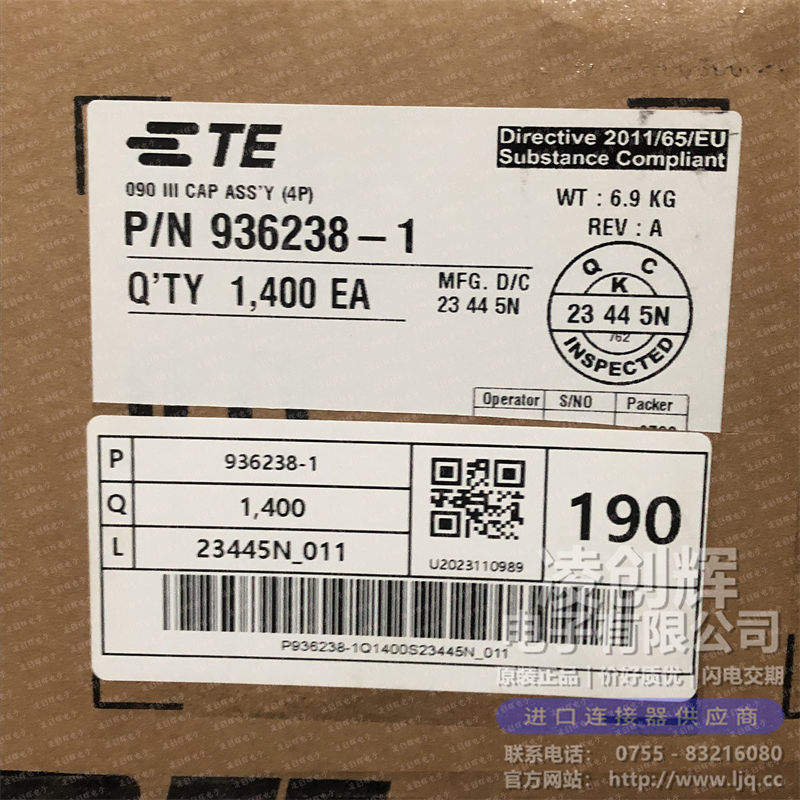 TE
Directive 2011/65/EU
Substance Compliant
090 III CAP ASS'Y (4P)
WT : 6.9 KG
P/N 936238-1
REV : A
Q'TY 1,400 EA
MFG. D/C
23 44 5N
Q C
K
23 44 5N
762
INSPECTED
Operator S/NO Packer
P 936238-1
Q 1,400
L 23445N_011
U2023110989
190
P936238-1Q1400S23445N_011
凌创辉
电子有限公司
原装正品 | 价好质优 | 闪电交期
进口连接器供应商
联系电话： 0755 - 83216080
官方网站： http://www.ljq.cc